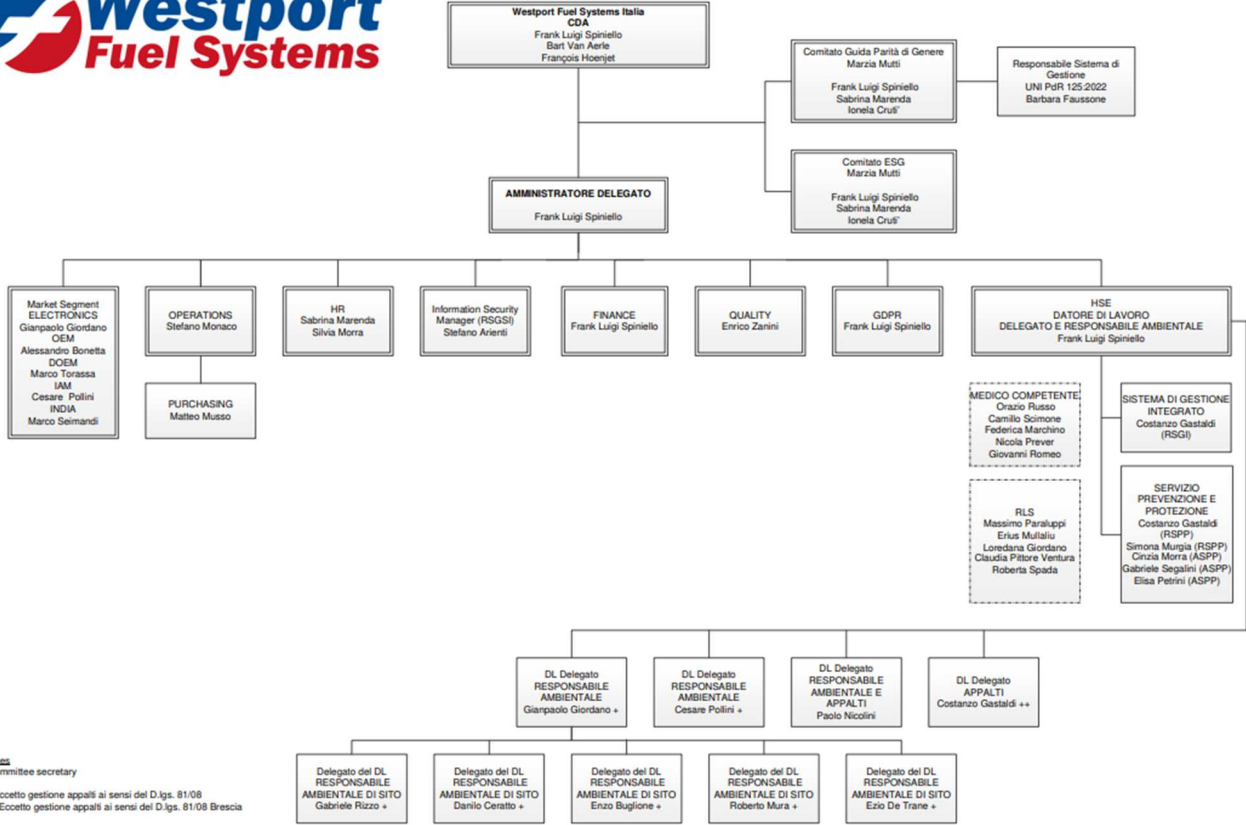 Westport
Fuel Systems
Westport Fuel Systems Italia
CDA
Frank Luigi Spiniello
Bart Van Aerle
François Hoenjet
Comitato Guida Parità di Genere
Marzia Mutti
Frank Luigi Spiniello
Sabrina Marenda
Ionela Cruti'
Responsabile Sistema di
Gestione
UNI PdR 125:2022
Barbara Faussone
Comitato ESG
Marzia Mutti
Frank Luigi Spiniello
Sabrina Marenda
Ionela Cruti'
AMMINISTRATORE DELEGATO
Frank Luigi Spiniello
Market Segment
ELECTRONICS
Gianpaolo Giordano
OEM
Alessandro Bonetta
DOEM
Marco Torassa
IAM
Cesare Pollini
INDIA
Marco Seimandi
OPERATIONS
Stefano Monaco
HR
Sabrina Marenda
Silvia Morra
Information Security
Manager (RSGSI)
Stefano Arienti
FINANCE
Frank Luigi Spiniello
QUALITY
Enrico Zanini
GDPR
Frank Luigi Spiniello
HSE
DATORE DI LAVORO
DELEGATO E RESPONSABILE AMBIENTALE
Frank Luigi Spiniello
PURCHASING
Matteo Musso
MEDICO COMPETENTE
Orazio Russo
Camillo Scimone
Federica Marchino
Nicola Prever
Giovanni Romeo
SISTEMA DI GESTIONE
INTEGRATO
Costanzo Gastaldi
(RSGI)
RLS
Massimo Paraluppi
Erius Mullaliu
Loredana Giordano
Claudia Pittore Ventura
Roberta Spada
SERVIZIO
PREVENZIONE E
PROTEZIONE
Costanzo Gastaldi
(RSPP)
Simona Murgia (RSPP)
Cinzia Morra (ASPP)
Gabriele Segalini (ASPP)
Elisa Petrini (ASPP)
DL Delegato
RESPONSABILE
AMBIENTALE
Gianpaolo Giordano +
DL Delegato
RESPONSABILE
AMBIENTALE
Cesare Pollini +
DL Delegato
RESPONSABILE
AMBIENTALE E
APPALTI
Paolo Nicolini
DL Delegato
APPALTI
Costanzo Gastaldi ++
Delegato del DL
RESPONSABILE
AMBIENTALE DI SITO
Gabriele Rizzo +
Delegato del DL
RESPONSABILE
AMBIENTALE DI SITO
Danilo Ceratto +
Delegato del DL
RESPONSABILE
AMBIENTALE DI SITO
Enzo Buglione +
Delegato del DL
RESPONSABILE
AMBIENTALE DI SITO
Roberto Mura +
Delegato del DL
RESPONSABILE
AMBIENTALE DI SITO
Ezio De Trane +
es
mmittee secretary
ccetto gestione appalti ai sensi del D.lgs. 81/08
Eccetto gestione appalti ai sensi del D.lgs. 81/08 Brescia